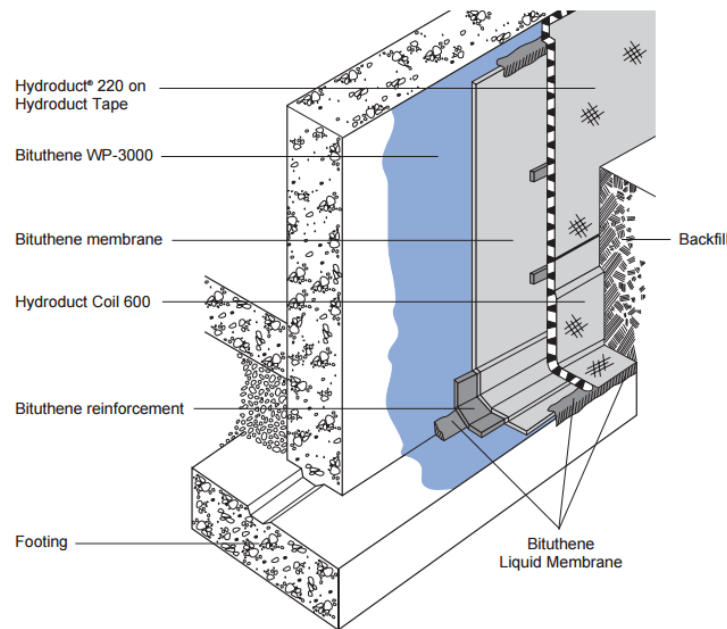 Hydroduct® 220 on
Hydroduct Tape
Bituthene WP-3000
Bituthene membrane
Backfill
Hydroduct Coil 600
Bituthene reinforcement
Footing
Bituthene
Liquid Membrane